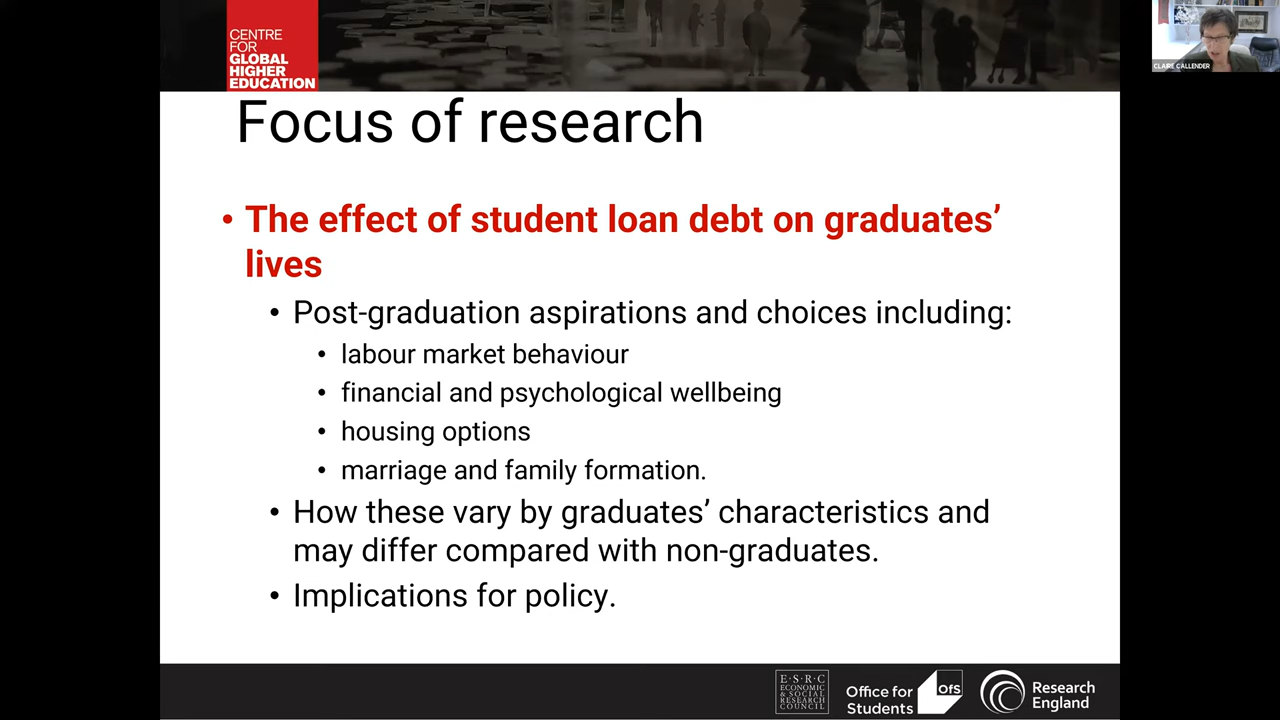 CENTRE
FOR
GLOBAL
HIGHER
EDUCATION
CLAIRE CALLENDER
Focus of research
• The effect of student loan debt on graduates’
lives
• Post-graduation aspirations and choices including:
• labour market behaviour
• financial and psychological wellbeing
• housing options
• marriage and family formation.
• How these vary by graduates’ characteristics and
may differ compared with non-graduates.
• Implications for policy.
E·S·R·C
ECONOMIC
& SOCIAL
RESEARCH
COUNCIL
Office for
Students
OfS
Research
England